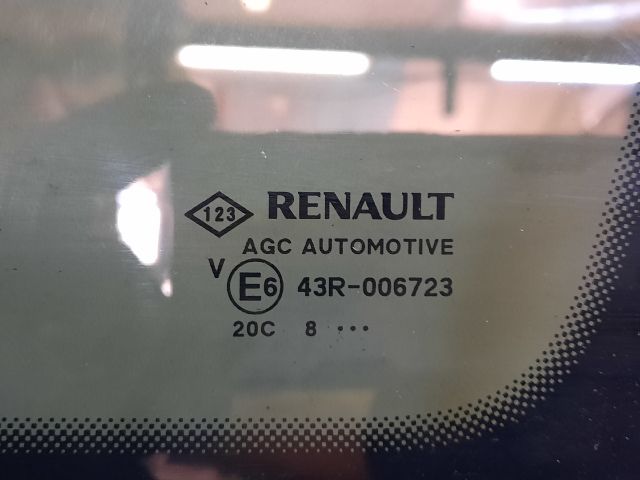 123 RENAULT
AGC AUTOMOTIVE
V E6 43R-006723
20C 8 •••